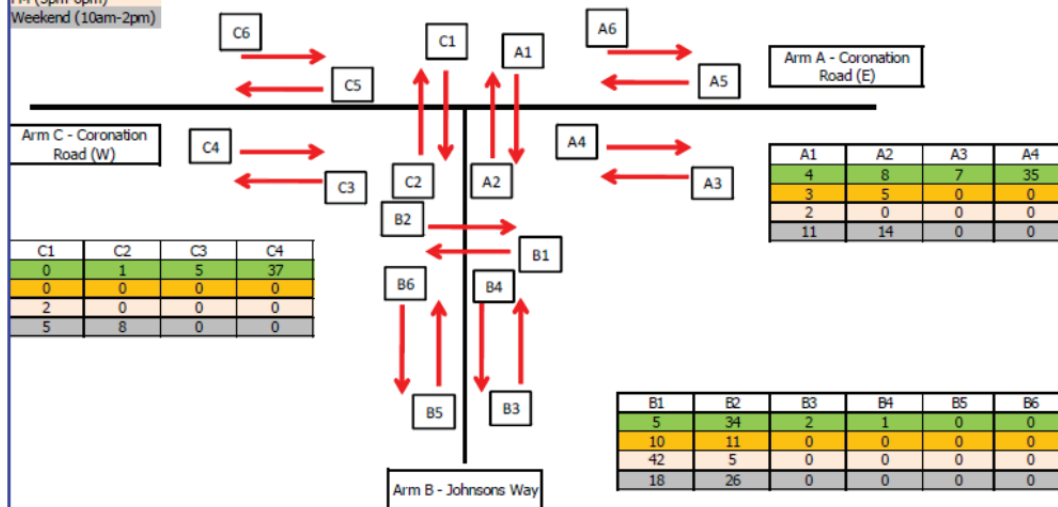 Weekend (10am-2pm)
C6
C1
A1
A6
C5
A5
Arm A - Coronation
Road (E)
Arm C - Coronation
Road (W)
C4
A4
C3
C2
A2
A3
B2
B1
B6
B4
B5
B3
Arm B - Johnsons Way
A1 A2 A3 A4
4 8 7 35
3 5 0 0
2 0 0 0
11 14 0 0
C1 C2 C3 C4
0 1 5 37
0 0 0 0
2 0 0 0
5 8 0 0
B1 B2 B3 B4 B5 B6
5 34 2 1 0 0
10 11 0 0 0 0
42 5 0 0 0 0
18 26 0 0 0 0